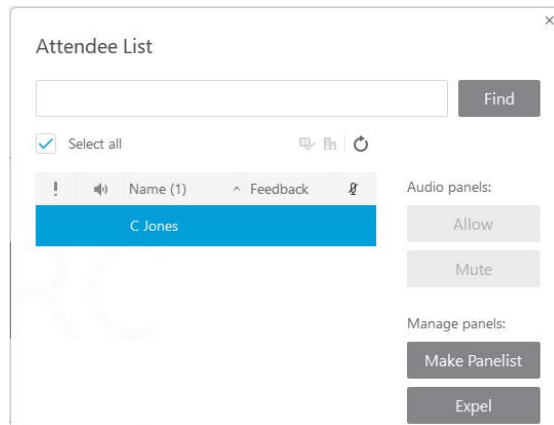 Attendee List
Find
Select all
Name (1) Feedback
C Jones
Audio panels:
Allow
Mute
Manage panels:
Make Panelist
Expel